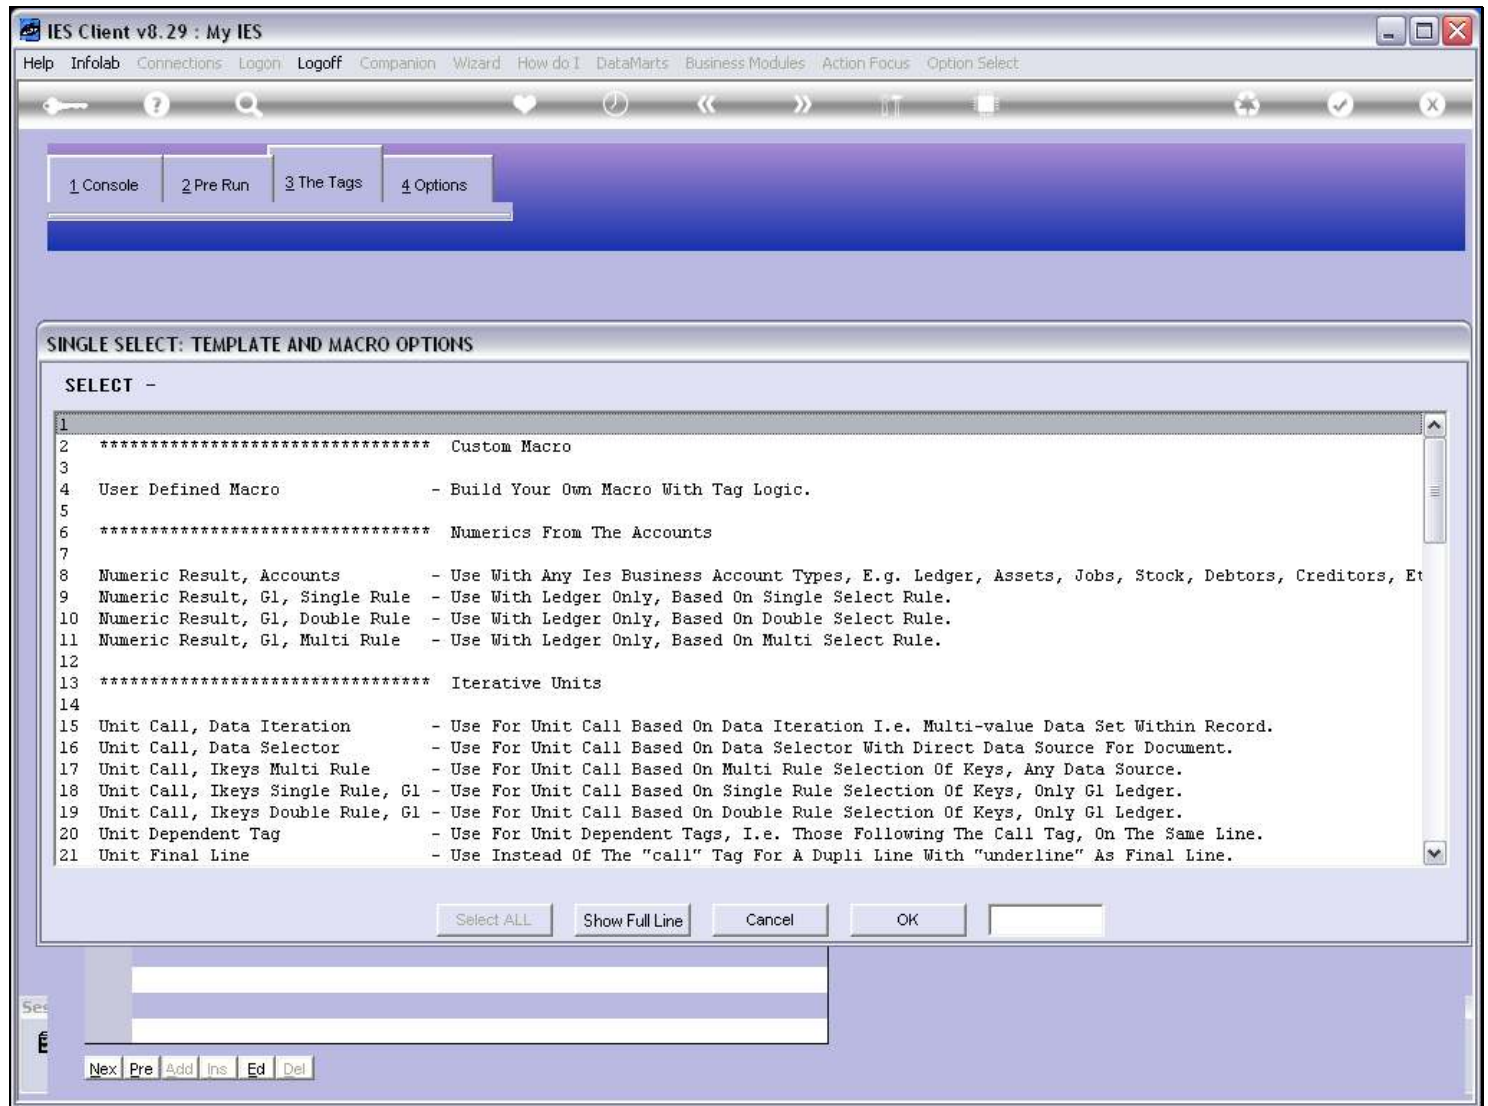 IES Client v8.29 : My IES
Help Infolab Connections Logon Logoff Companion Wizard How do I DataMarts Business Modules Action Focus Option Select
1 Console 2 Pre Run 3 The Tags 4 Options
SINGLE SELECT: TEMPLATE AND MACRO OPTIONS
SELECT -
1
2 ********************************* Custom Macro
3
4 User Defined Macro - Build Your Own Macro With Tag Logic.
5
6 ********************************* Numerics From The Accounts
7
8 Numeric Result, Accounts - Use With Any Ies Business Account Types, E.g. Ledger, Assets, Jobs, Stock, Debtors, Creditors, Et
9 Numeric Result, Gl, Single Rule - Use With Ledger Only, Based On Single Select Rule.
10 Numeric Result, Gl, Double Rule - Use With Ledger Only, Based On Double Select Rule.
11 Numeric Result, Gl, Multi Rule - Use With Ledger Only, Based On Multi Select Rule.
12
13 ********************************* Iterative Units
14
15 Unit Call, Data Iteration - Use For Unit Call Based On Data Iteration I.e. Multi-value Data Set Within Record.
16 Unit Call, Data Selector - Use For Unit Call Based On Data Selector With Direct Data Source For Document.
17 Unit Call, Ikeys Multi Rule - Use For Unit Call Based On Multi Rule Selection Of Keys, Any Data Source.
18 Unit Call, Ikeys Single Rule, Gl - Use For Unit Call Based On Single Rule Selection Of Keys, Only Gl Ledger.
19 Unit Call, Ikeys Double Rule, Gl - Use For Unit Call Based On Double Rule Selection Of Keys, Only Gl Ledger.
20 Unit Dependent Tag - Use For Unit Dependent Tags, I.e. Those Following The Call Tag, On The Same Line.
21 Unit Final Line - Use Instead Of The "call" Tag For A Dupli Line With "underline" As Final Line.
Select ALL Show Full Line Cancel OK
Ses
Nex Pre Add Ins Ed Del